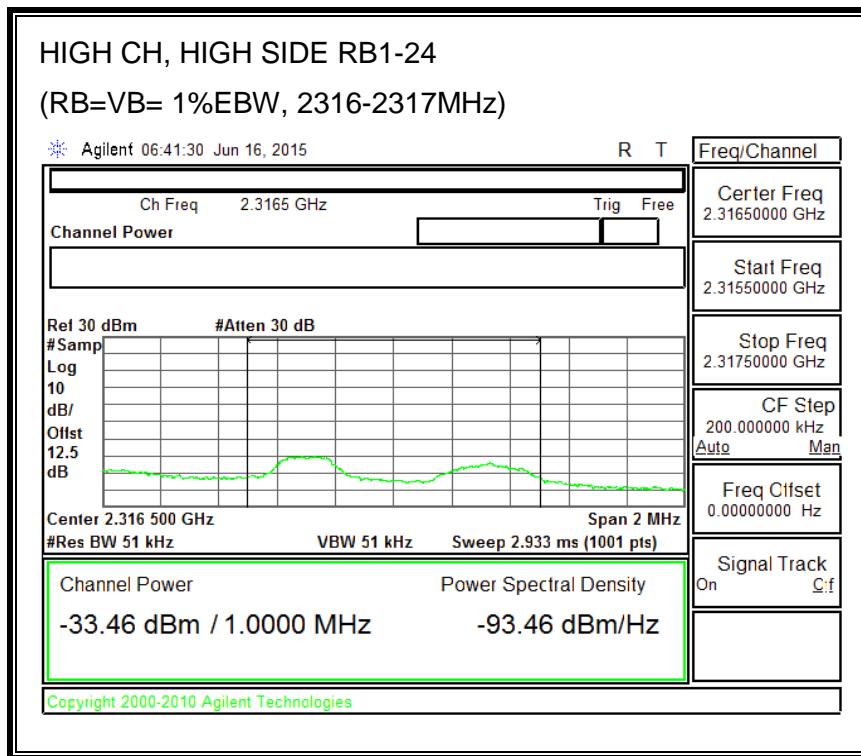 HIGH CH, HIGH SIDE RB1-24
(RB=VB= 1%EBW, 2316-2317MHz)
Agilent 06:41:30 Jun 16, 2015 R T
Freq/Channel
Ch Freq 2.3165 GHz Trig Free
Channel Power
Center Freq
2.31650000 GHz
Start Freq
2.31550000 GHz
Stop Freq
2.31750000 GHz
CF Step
200.000000 kHz
Auto Man
Freq Offset
0.00000000 Hz
Signal Track
On Off
Ref 30 dBm #Atten 30 dB
#Samp
Log
10
dB/
Offst
12.5
dB
Center 2.316 500 GHz Span 2 MHz
#Res BW 51 kHz VBW 51 kHz Sweep 2.933 ms (1001 pts)
Channel Power Power Spectral Density
-33.46 dBm / 1.0000 MHz -93.46 dBm/Hz
Copyright 2000-2010 Agilent Technologies